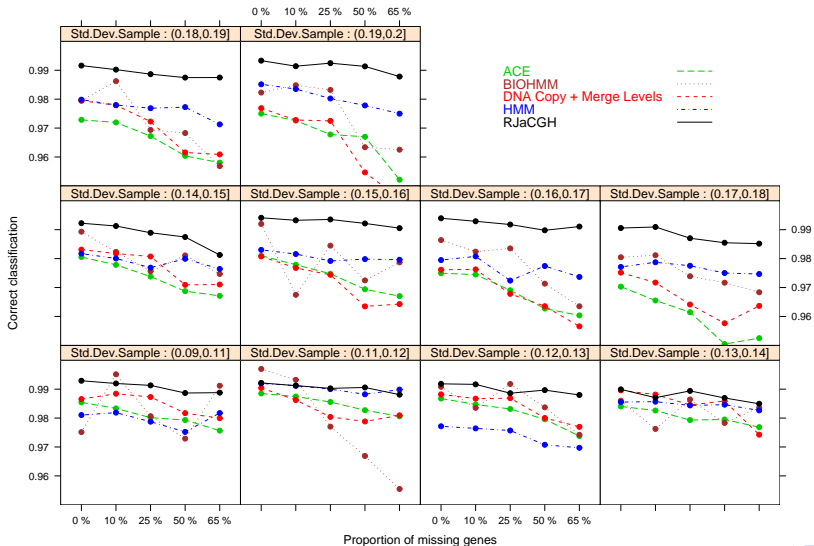 0 % 10 % 25 % 50 % 65 %
Std.Dev.Sample : (0.18,0.19] Std.Dev.Sample : (0.19,0.2]
0.99
0.98
0.97
0.96
ACE
BIOHMM
DNA Copy + Merge Levels
HMM
RJaCGH
Std.Dev.Sample : (0.14,0.15] Std.Dev.Sample : (0.15,0.16] Std.Dev.Sample : (0.16,0.17] Std.Dev.Sample : (0.17,0.18]
0.99
0.98
0.97
0.96
Correct classification
Std.Dev.Sample : (0.09,0.11] Std.Dev.Sample : (0.11,0.12] Std.Dev.Sample : (0.12,0.13] Std.Dev.Sample : (0.13,0.14]
0.99
0.98
0.97
0.96
0 % 10 % 25 % 50 % 65 % 0 % 10 % 25 % 50 % 65 %
Proportion of missing genes